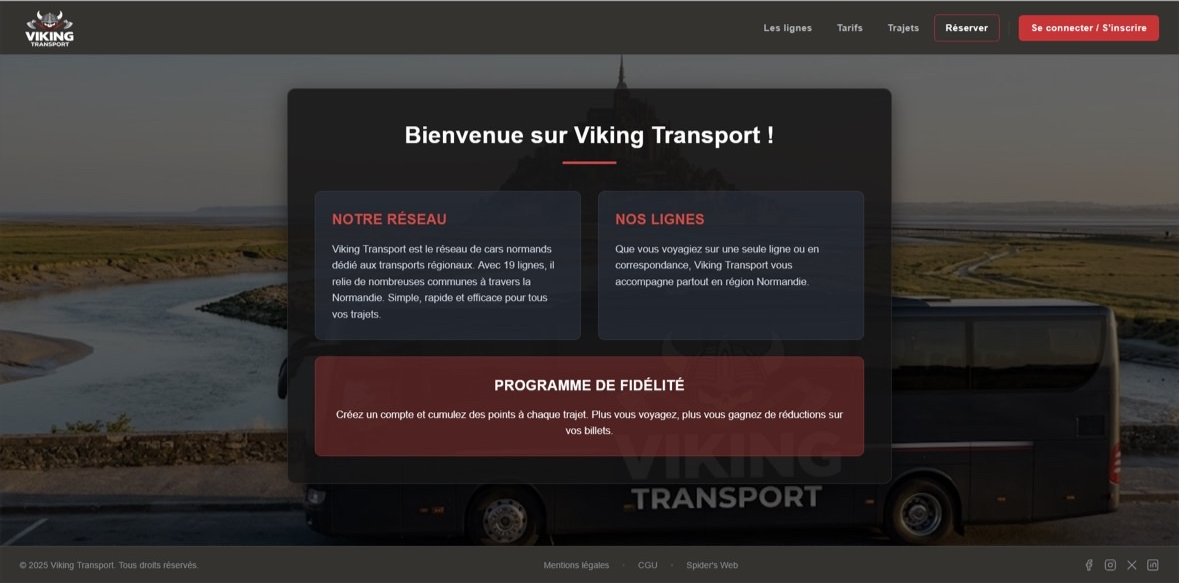 VIKING
TRANSPORT
Les lignes
Tarifs
Trajets
Réserver
Se connecter / S'inscrire
Bienvenue sur Viking Transport !
NOTRE RÉSEAU
Viking Transport est le réseau de cars normands
dédié aux transports régionaux. Avec 19 lignes, il
relie de nombreuses communes à travers la
Normandie. Simple, rapide et efficace pour tous
vos trajets.
NOS LIGNES
Que vous voyagiez sur une seule ligne ou en
correspondance, Viking Transport vous
accompagne partout en région Normandie.
PROGRAMME DE FIDÉLITÉ
Créez un compte et cumulez des points à chaque trajet. Plus vous voyagez, plus vous gagnez de réductions sur
vos billets.
VIKING
TRANSPORT
© 2025 Viking Transport. Tous droits réservés.
Mentions légales
CGU
Spider's Web